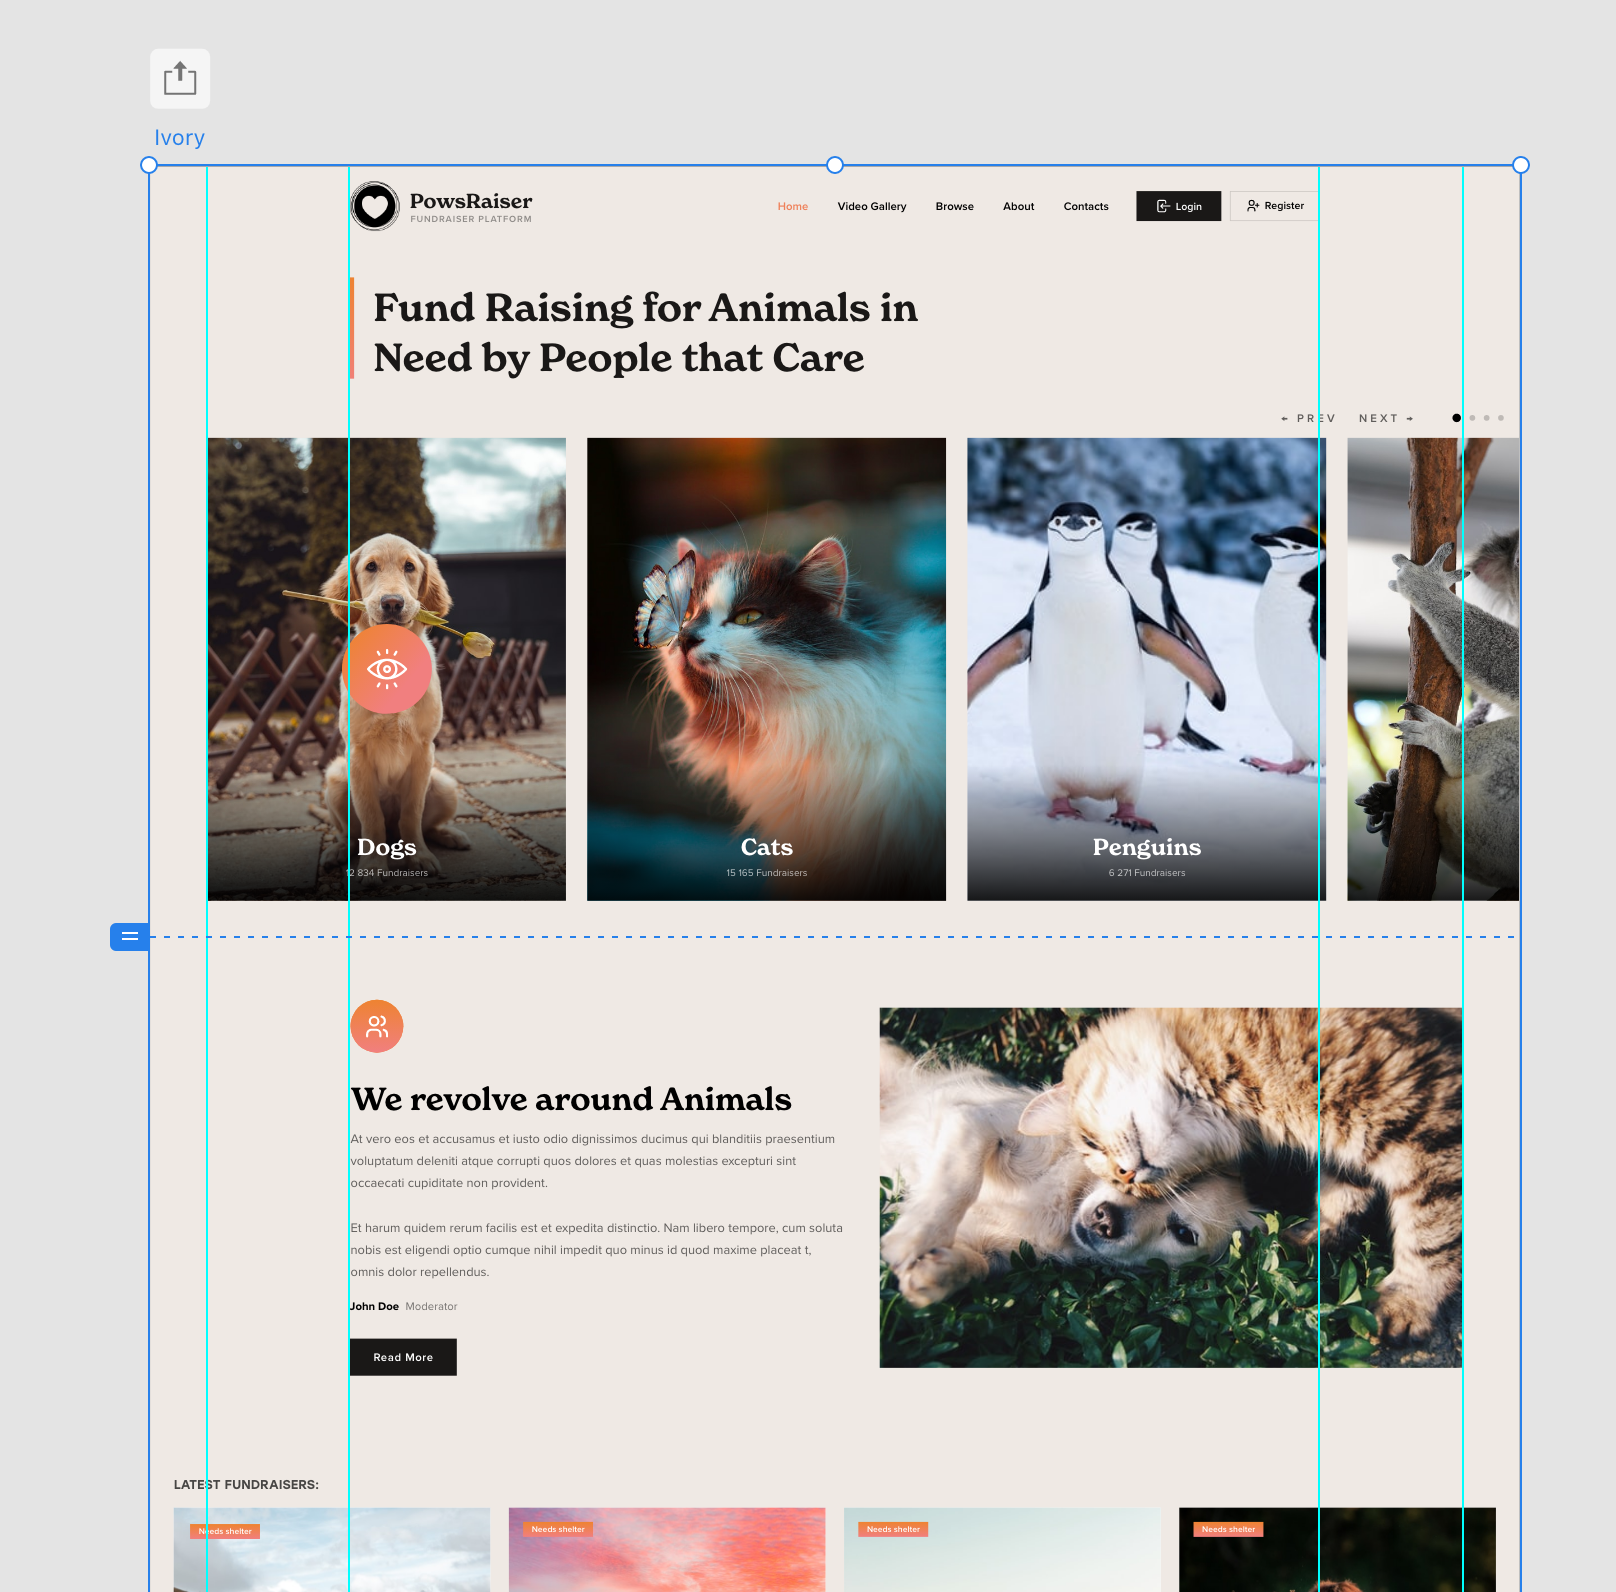 Ivory
PowsRaiser
FUNDRAISER PLATFORM
Home Video Gallery Browse About Contacts Login Register
Fund Raising for Animals in
Need by People that Care
← PREV NEXT →
Dogs
12 834 Fundraisers
Cats
15 165 Fundraisers
Penguins
6 271 Fundraisers
We revolve around Animals
At vero eos et accusamus et iusto odio dignissimos ducimus qui blanditiis praesentium
voluptatum deleniti atque corrupti quos dolores et quas molestias excepturi sint
occaecati cupiditate non provident.
Et harum quidem rerum facilis est et expedita distinctio. Nam libero tempore, cum soluta
nobis est eligendi optio cumque nihil impedit quo minus id quod maxime placeat t,
omnis dolor repellendus.
John Doe Moderator
Read More
LATEST FUNDRAISERS:
Needs shelter
Needs shelter
Needs shelter
Needs shelter